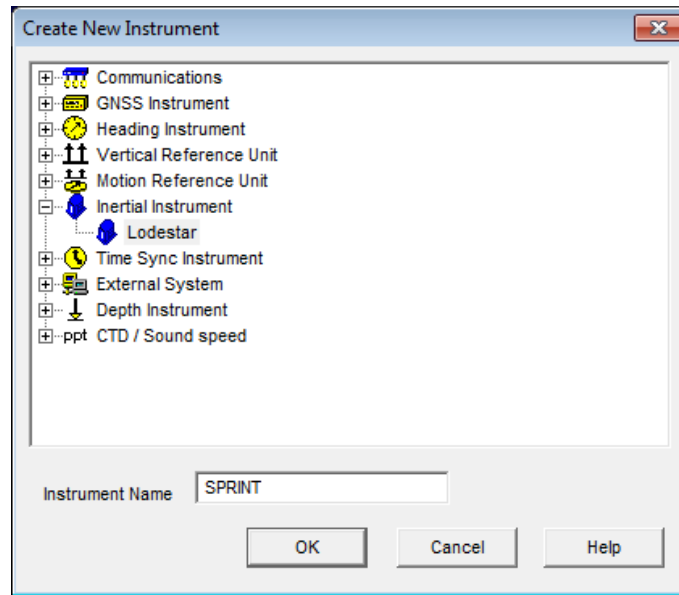 Create New Instrument
Communications
GNSS Instrument
Heading Instrument
Vertical Reference Unit
Motion Reference Unit
Inertial Instrument
Lodestar
Time Sync Instrument
External System
Depth Instrument
ppt CTD / Sound speed
Instrument Name SPRINT
OK Cancel Help